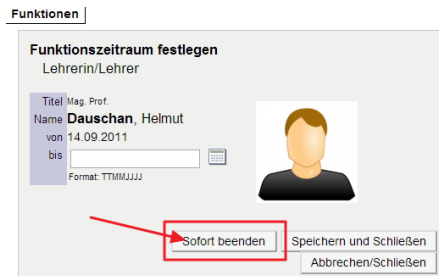 Funktionen
Funktionszeitraum festlegen
Lehrerin/Lehrer
Titel Mag. Prof.
Name Dauschan, Helmut
von 14.09.2011
bis
Format: TTMMJJJJ
Sofort beenden Speichern und Schließen
Abbrechen/Schließen